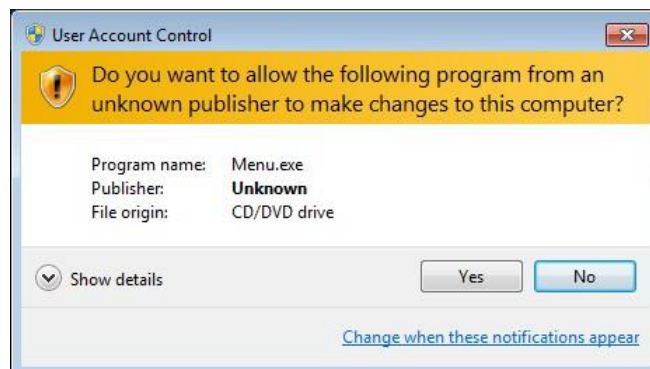 User Account Control
Do you want to allow the following program from an
unknown publisher to make changes to this computer?
Program name: Menu.exe
Publisher: Unknown
File origin: CD/DVD drive
Show details Yes No
Change when these notifications appear